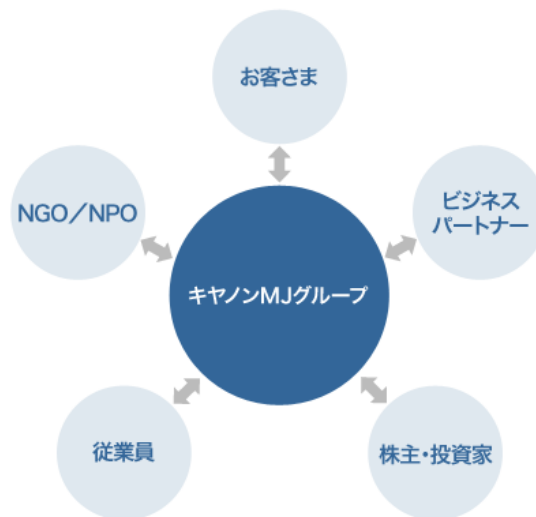 お客さま
NGO／NPO
ビジネス
パートナー
キヤノンMJグループ
従業員
株主・投資家